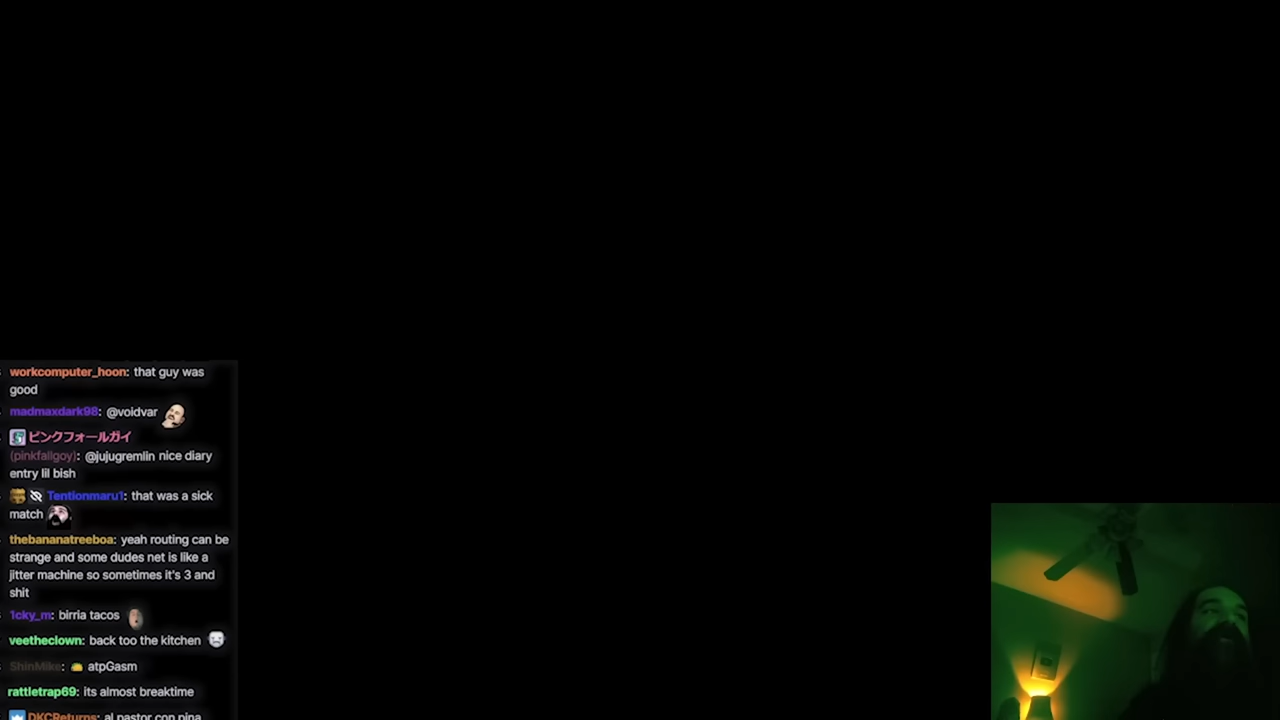 workcomputer_hoon: that guy was
good
madmaxdark98: @voidvar
ピンクフォールガイ
(pinkfallgoy): @jujugremlin nice diary
entry lil bish
Tentionmaru1: that was a sick
match
thebananatreeboa: yeah routing can be
strange and some dudes net is like a
jitter machine so sometimes it's 3 and
shit
1cky_m: birria tacos
veetheclown: back too the kitchen
ShinMike: atpGasm
rattletrap69: its almost breaktime
DKCReturns: al pastor con pina